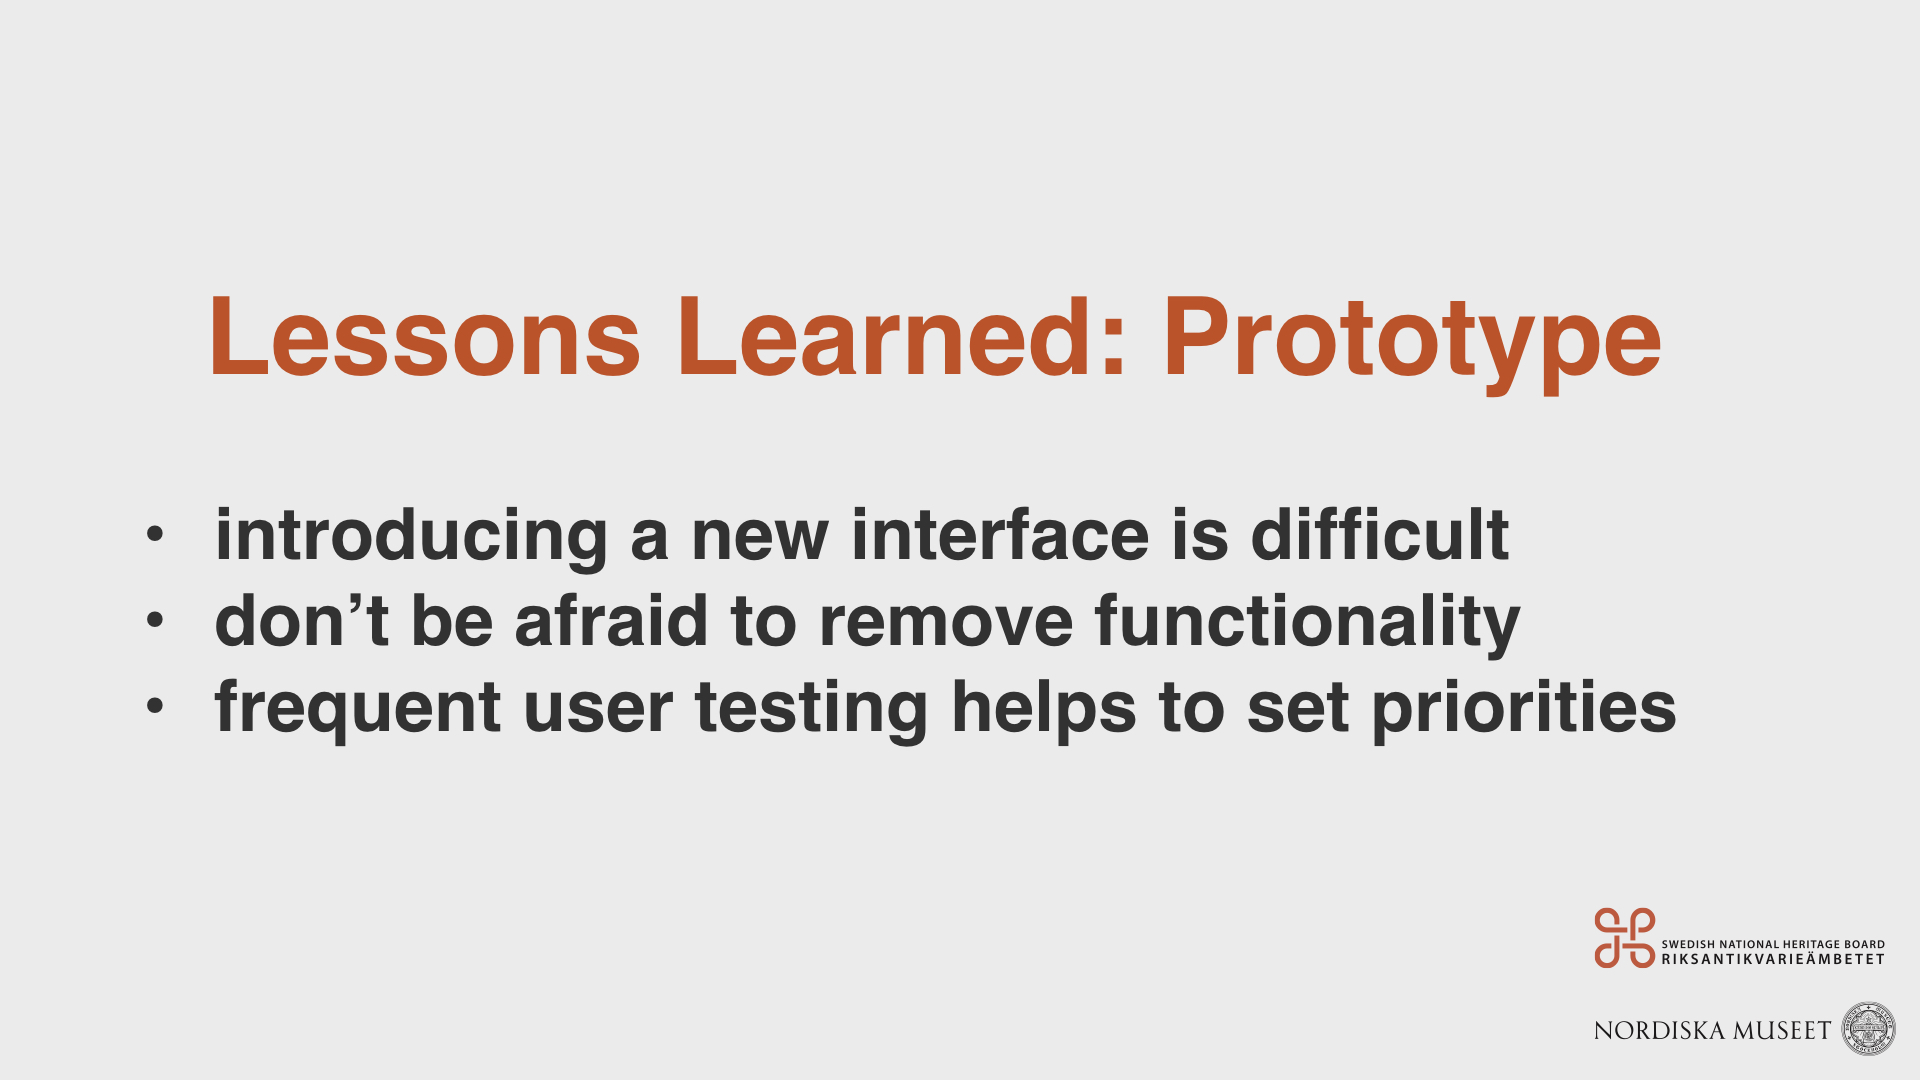 Lessons Learned: Prototype
• introducing a new interface is difficult
• don’t be afraid to remove functionality
• frequent user testing helps to set priorities
SWEDISH NATIONAL HERITAGE BOARD
RIKSANTIKVARIEÄMBETET
NORDISKA MUSEET